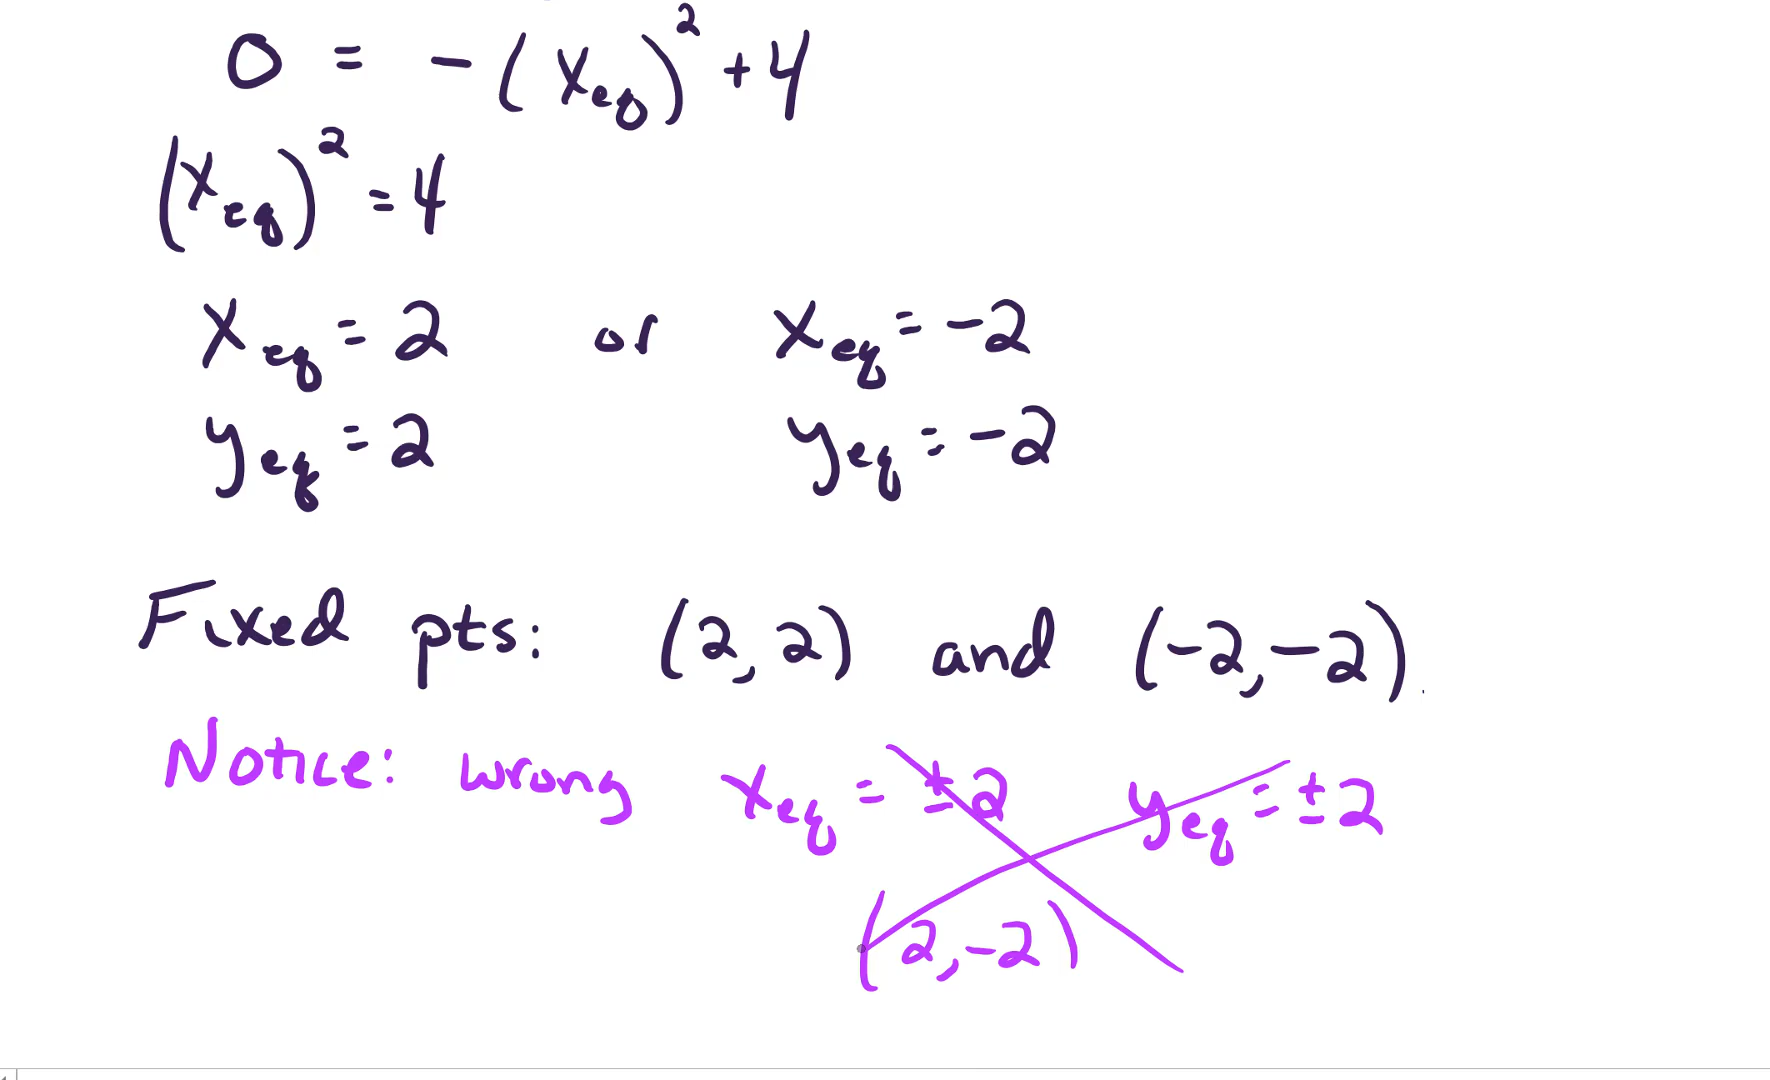 0 = -(x_eq)² + 4
(x_eq)² = 4
x_eq = 2 or x_eq = -2
y_eq = 2 y_eq = -2
Fixed pts: (2, 2) and (-2, -2).
Notice: wrong x_eq = ±2 y_eq = ±2
(2, -2)